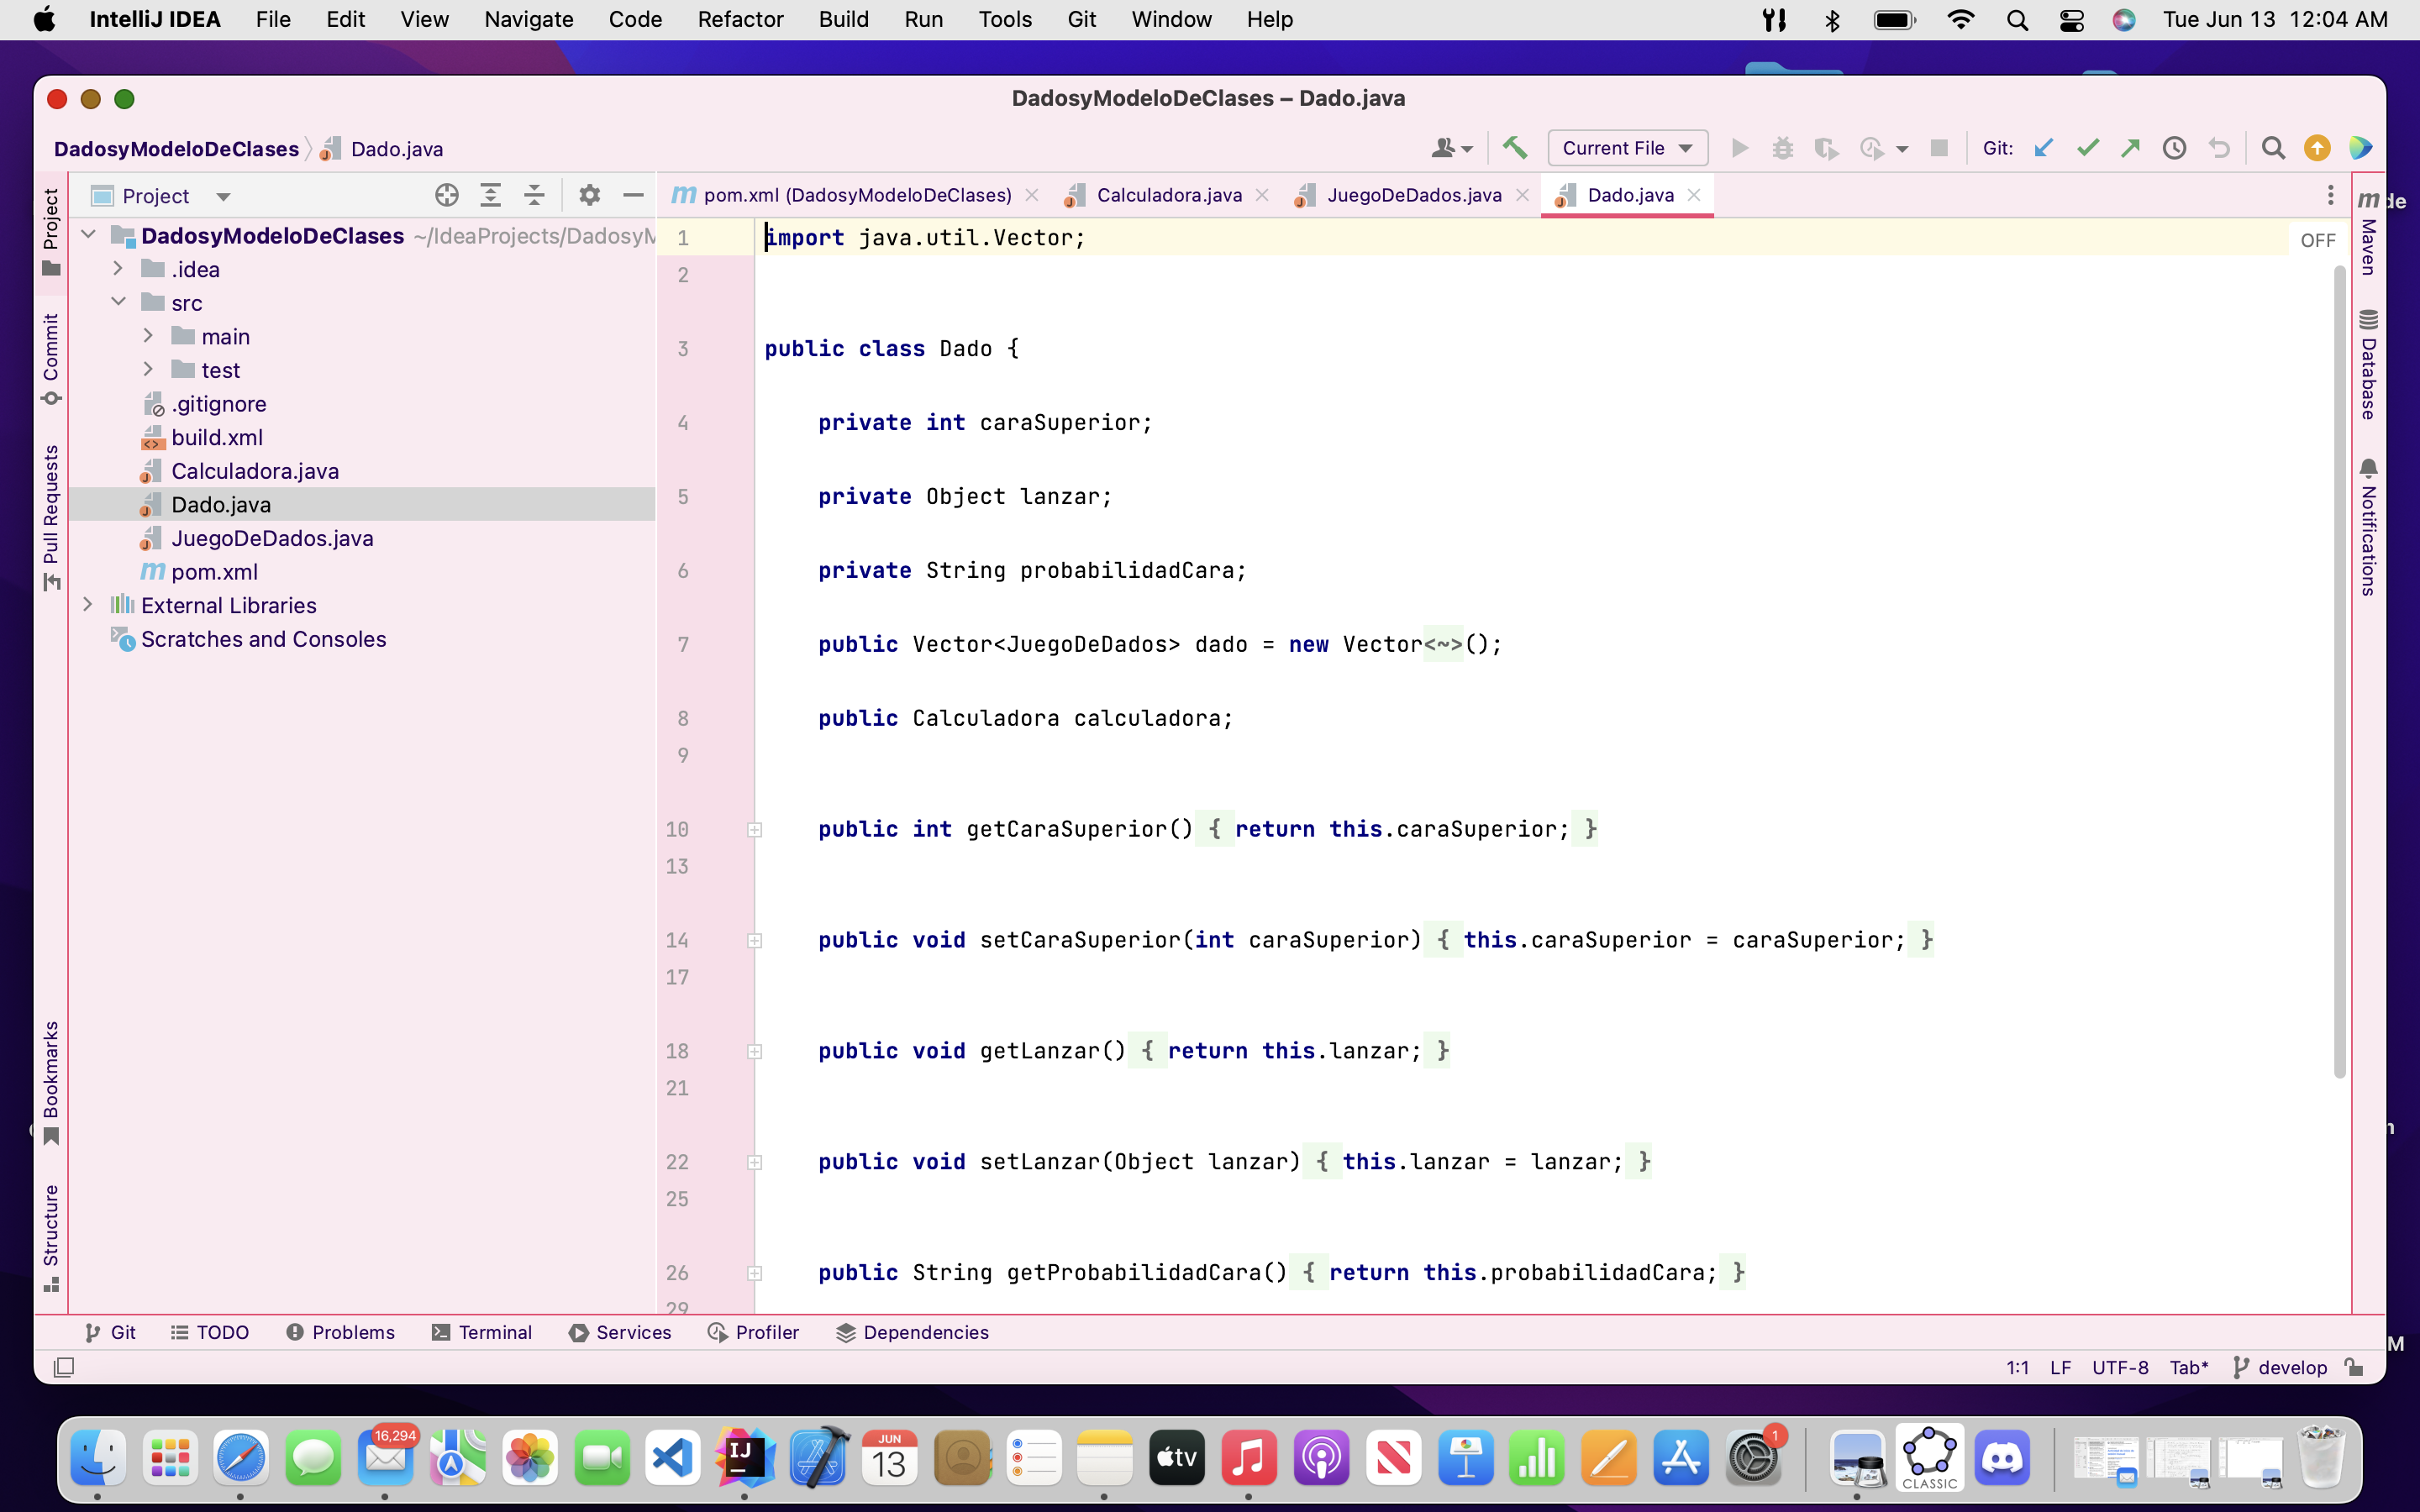 IntelliJ IDEA File Edit View Navigate Code Refactor Build Run Tools Git Window Help Tue Jun 13 12:04 AM
DadosyModeloDeClases – Dado.java
DadosyModeloDeClases Dado.java Current File Git:
Project
pom.xml (DadosyModeloDeClases) Calculadora.java JuegoDeDados.java Dado.java
DadosyModeloDeClases ~/IdeaProjects/Dadosy
.idea
src
main
test
.gitignore
build.xml
Calculadora.java
Dado.java
JuegoDeDados.java
pom.xml
External Libraries
Scratches and Consoles
Project
Commit
Pull Requests
Bookmarks
Structure
OFF
1 import java.util.Vector;
2
3 public class Dado {
4 private int caraSuperior;
5 private Object lanzar;
6 private String probabilidadCara;
7 public Vector<JuegoDeDados> dado = new Vector<~>();
8 public Calculadora calculadora;
9
10 public int getCaraSuperior() { return this.caraSuperior; }
13
14 public void setCaraSuperior(int caraSuperior) { this.caraSuperior = caraSuperior; }
17
18 public void getLanzar() { return this.lanzar; }
21
22 public void setLanzar(Object lanzar) { this.lanzar = lanzar; }
25
26 public String getProbabilidadCara() { return this.probabilidadCara; }
29
m Maven
Database
Notifications
de
n
M
Git TODO Problems Terminal Services Profiler Dependencies
1:1 LF UTF-8 Tab* develop
16,294
IJ
JUN
13
tv
1
CLASSIC